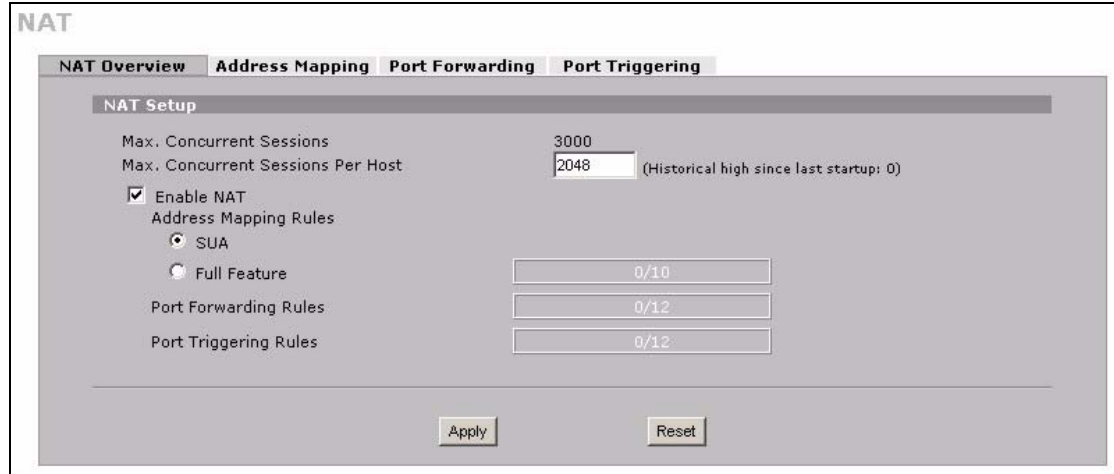 NAT
NAT Overview Address Mapping Port Forwarding Port Triggering
NAT Setup
Max. Concurrent Sessions 3000
Max. Concurrent Sessions Per Host 2048 (Historical high since last startup: 0)
Enable NAT
Address Mapping Rules
SUA
Full Feature 0/10
Port Forwarding Rules 0/12
Port Triggering Rules 0/12
Apply Reset